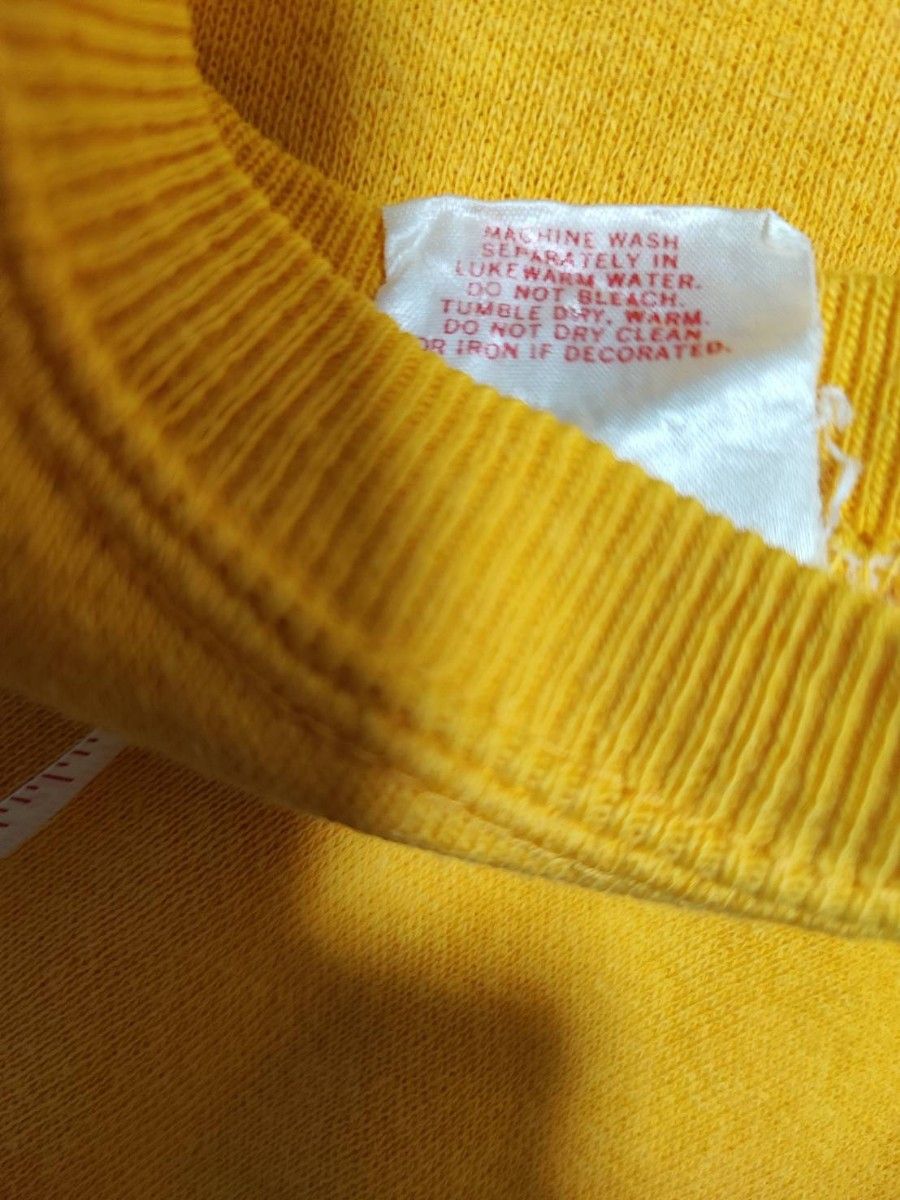 MACHINE WASH
SEPARATELY IN
LUKEWARM WATER.
DO NOT BLEACH.
TUMBLE DRY, WARM.
DO NOT DRY CLEAN
OR IRON IF DECORATED.